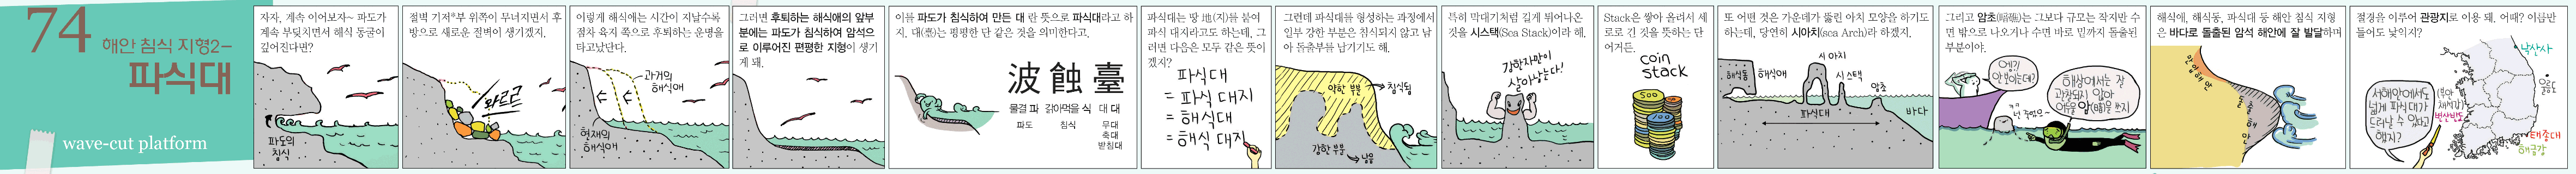 74
해안 침식 지형2–
파식대
wave-cut platform
자자, 계속 이어보자~ 파도가
계속 부딪치면서 해식 동굴이
깊어진다면?
파도의
침식
절벽 기저*부 위쪽이 무너지면서 후
방으로 새로운 절벽이 생기겠지.
와르르
이렇게 해식애는 시간이 지날수록
점차 육지 쪽으로 후퇴하는 운명을
타고났단다.
과거의
해식애
현재의
해식애
그러면 후퇴하는 해식애의 앞부
분에는 파도가 침식하여 암석으
로 이루어진 편평한 지형이 생기
게 돼.
이를 파도가 침식하여 만든 대란 뜻으로 파식대라고 하
지. 대(臺)는 평평한 단 같은 것을 의미한다고.
波 蝕 臺
물결 파 갉아먹을 식 대 대
파도 침식 무대
축대
받침대
파식대는 땅 地(지)를 붙여
파식 대지라고도 하는데, 그
러면 다음은 모두 같은 뜻이
겠지?
파식대
= 파식 대지
= 해식대
= 해식 대지
그런데 파식대를 형성하는 과정에서
일부 강한 부분은 침식되지 않고 남
아 돌출부를 남기기도 해.
약한 부분
침식됨
강한 부분
남음
특히 막대기처럼 길게 튀어나온
것을 시스택(Sea Stack)이라 해.
강한자만이
살아남는다!
Stack은 쌓아 올려서 세
로로 긴 것을 뜻하는 단
어거든.
coin
stack
500
100
또 어떤 것은 가운데가 뚫린 아치 모양을 하기도
하는데, 당연히 시아치(sea Arch)라 하겠지.
해식동
해식애
시아치
시스택
암초
바다
파식대
그리고 암초(暗礁)는 그보다 규모는 작지만 수
면 밖으로 나오거나 수면 바로 밑까지 돌출된
부분이야.
해상에서는 잘
관찰되지 않아
해식애, 해식동, 파식대 등 해안 침식 지형
은 바다로 돌출된 암석 해안에 잘 발달하며
절경을 이루어 관광지로 이용 돼. 어때? 이름만
들어도 낯익지?
서해안에서도
넓게 파식대가
드러날 수 있다고
했지?
변산반도
낙산사
울릉도
태종대
해금강